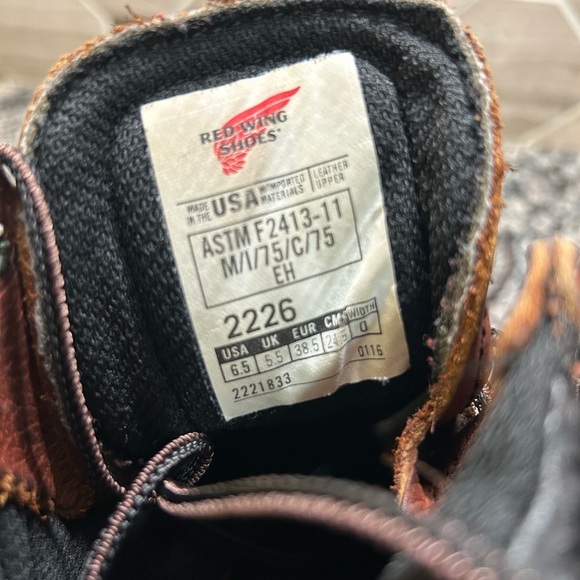 RED WING
SHOES
MADE IN THE USA W/IMPORTED MATERIALS LEATHER UPPER
ASTM F2413-11
M/I/75/C/75
EH
2226
USA UK EUR CM WIDTH
6.5 5.5 38.5 D
2221833 0116